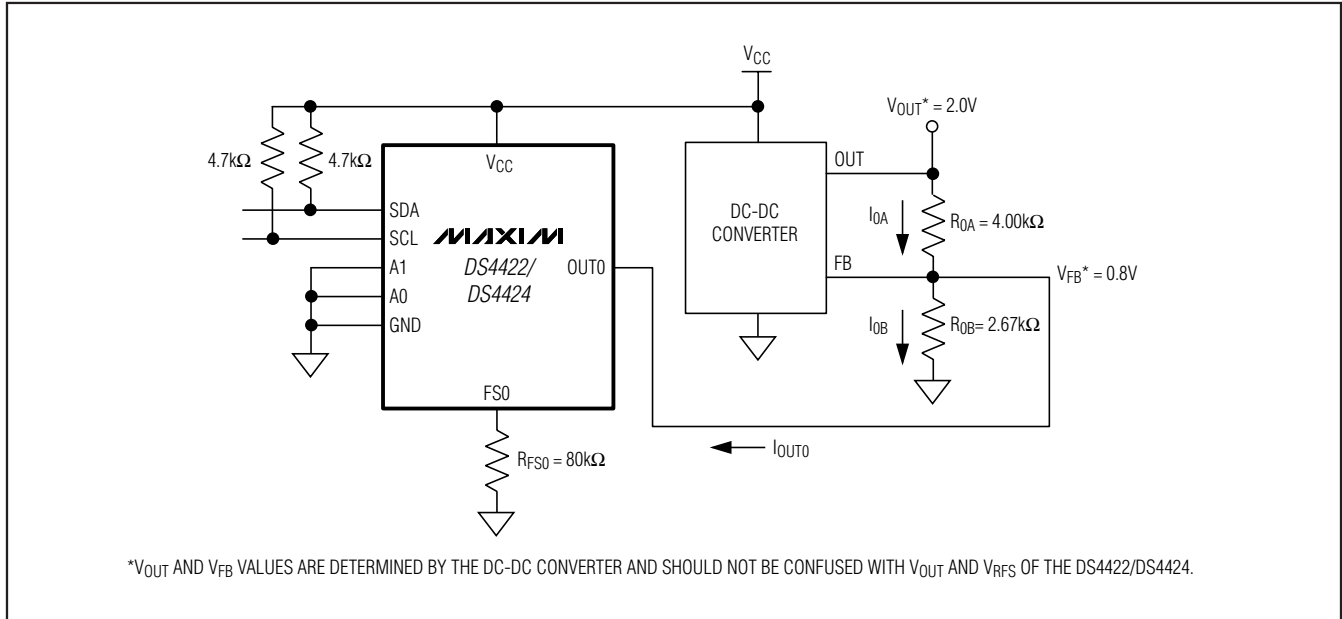 VCC
VOUT* = 2.0V
4.7kΩ
4.7kΩ
VCC
OUT
SDA
I0A
R0A = 4.00kΩ
DC-DC
CONVERTER
SCL
MAXIM
A1
DS4422/
DS4424
OUT0
FB
VFB* = 0.8V
A0
GND
I0B
R0B= 2.67kΩ
FS0
RFS0 = 80kΩ
IOUT0
*VOUT AND VFB VALUES ARE DETERMINED BY THE DC-DC CONVERTER AND SHOULD NOT BE CONFUSED WITH VOUT AND VRFS OF THE DS4422/DS4424.